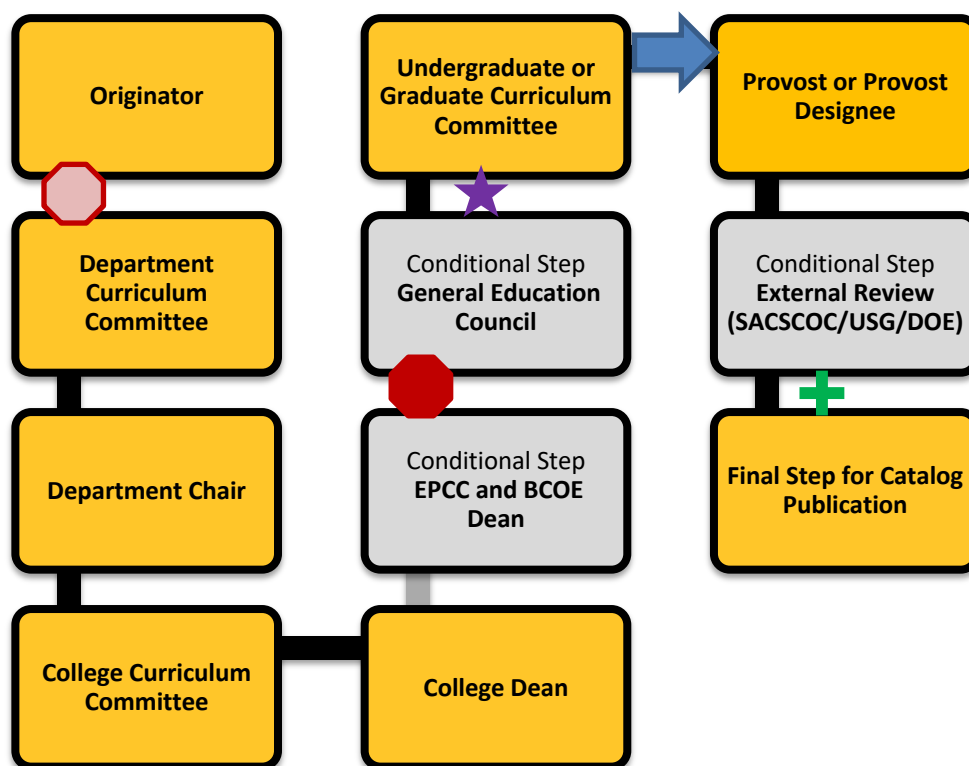 Originator
Department
Curriculum
Committee
Department Chair
College Curriculum
Committee
College Dean
Conditional Step
EPCC and BCOE
Dean
Conditional Step
General Education
Council
Undergraduate or
Graduate Curriculum
Committee
Provost or Provost
Designee
Conditional Step
External Review
(SACSCOC/USG/DOE)
Final Step for Catalog
Publication